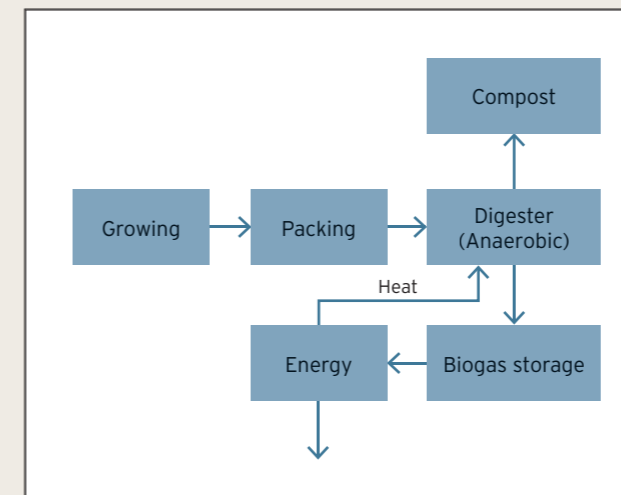 Compost
Growing
Packing
Digester
(Anaerobic)
Heat
Energy
Biogas storage